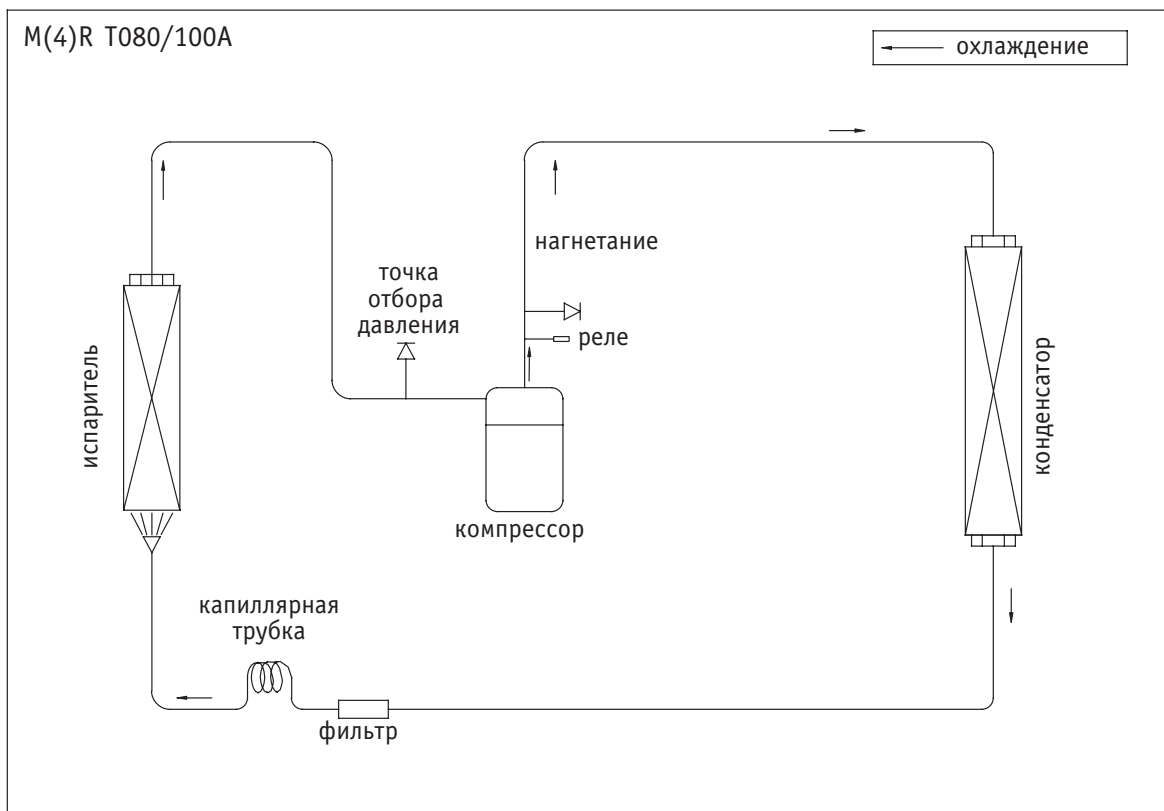 M(4)R T080/100A
охлаждение
нагнетание
точка
отбора
давления
реле
испаритель
конденсатор
компрессор
капиллярная
трубка
фильтр